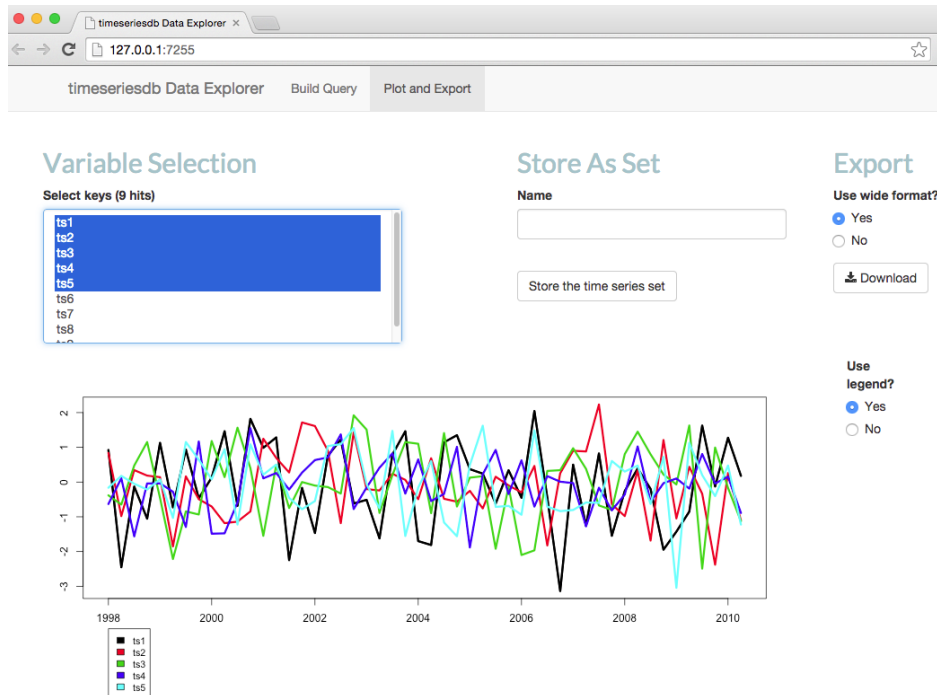 timeseriesdb Data Explorer ×
127.0.0.1:7255
timeseriesdb Data Explorer Build Query Plot and Export
Variable Selection
Select keys (9 hits)
ts1
ts2
ts3
ts4
ts5
ts6
ts7
ts8
ts9
Store As Set
Name
Store the time series set
Export
Use wide format?
Yes
No
Download
Use
legend?
Yes
No
2
1
0
-1
-2
-3
1998 2000 2002 2004 2006 2008 2010
ts1
ts2
ts3
ts4
ts5